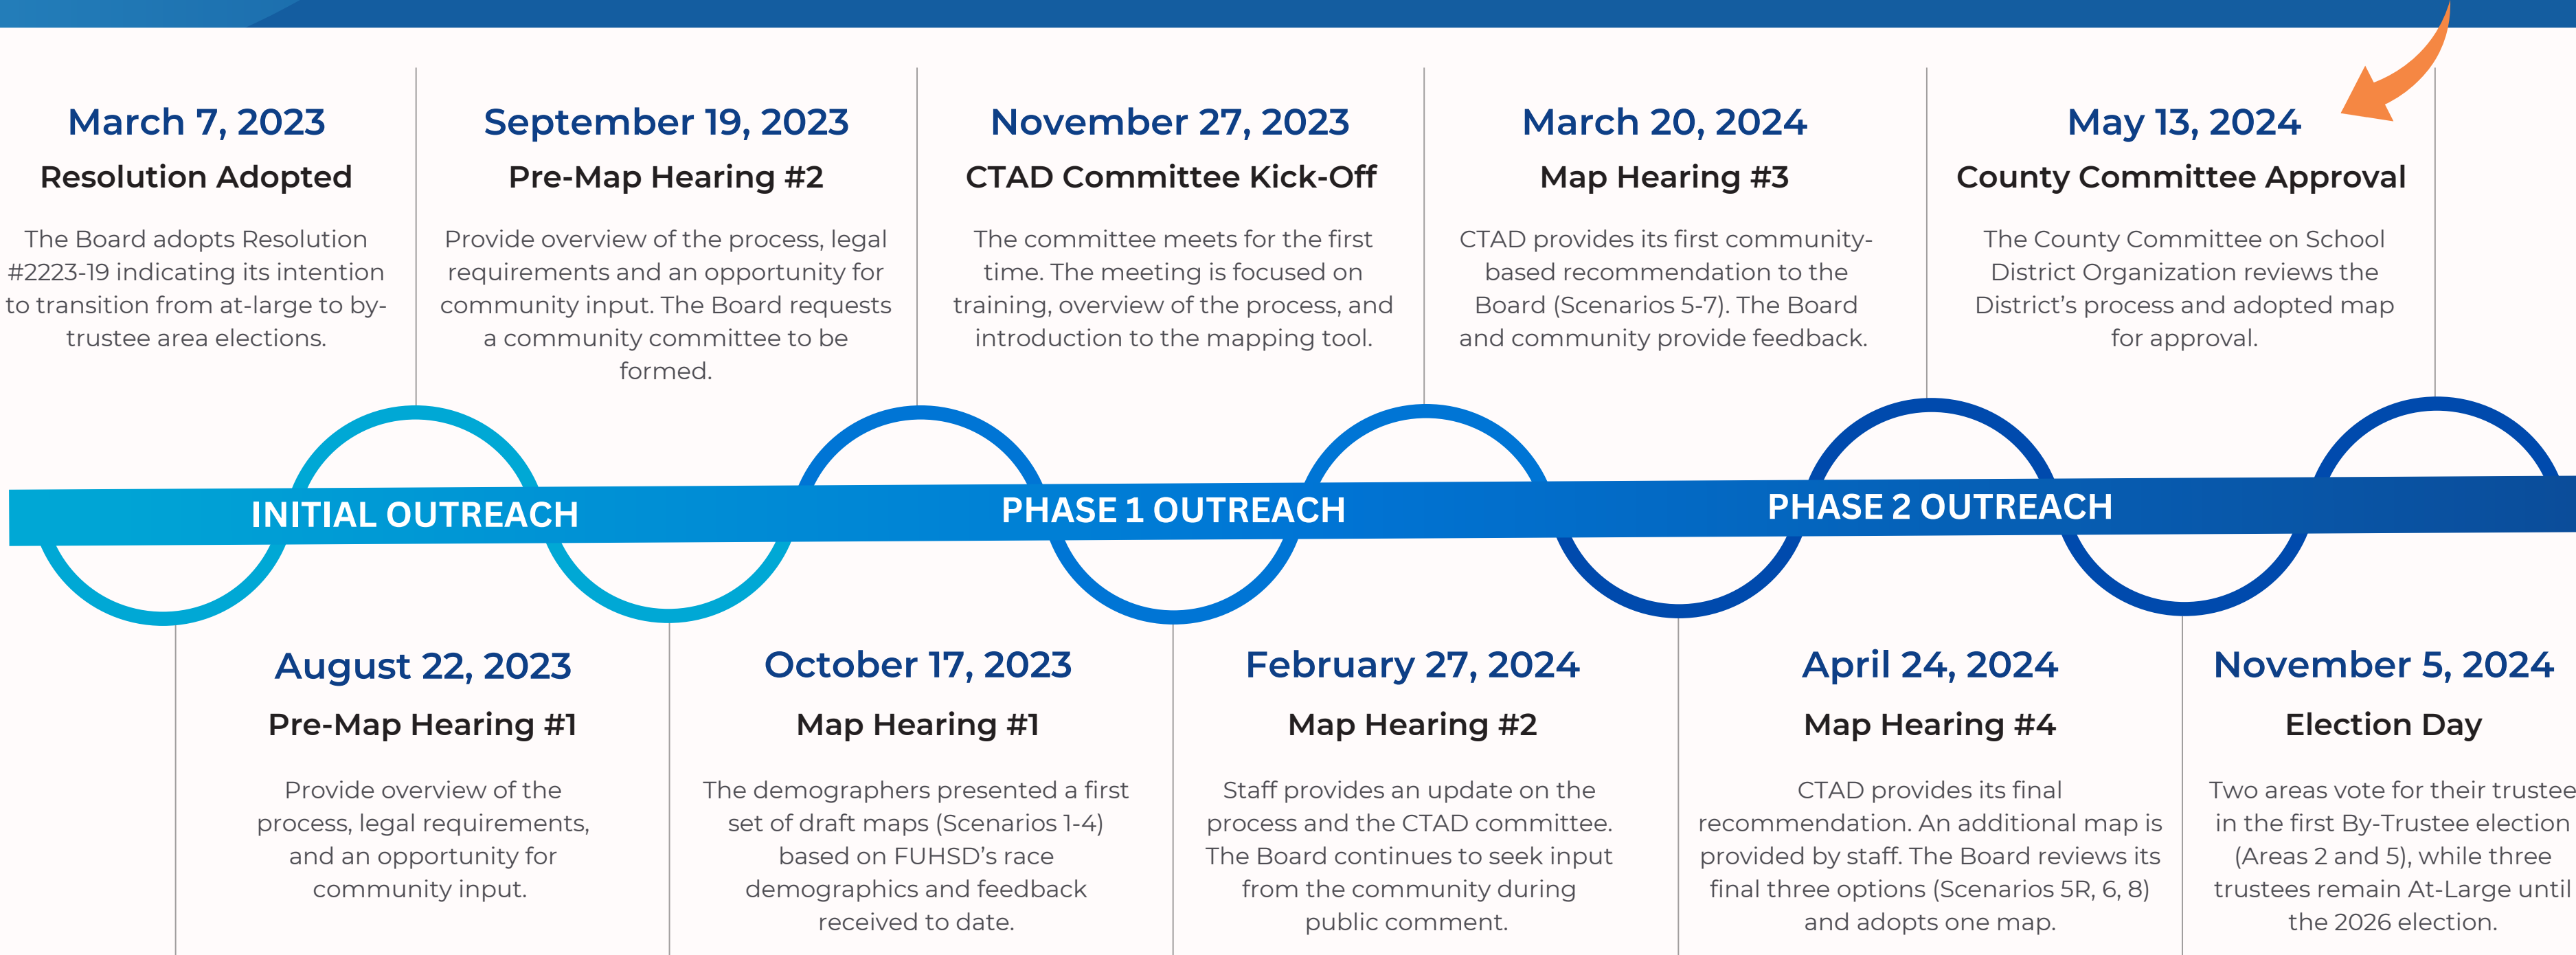 March 7, 2023
Resolution Adopted
The Board adopts Resolution
#2223-19 indicating its intention
to transition from at-large to by-
trustee area elections.
September 19, 2023
Pre-Map Hearing #2
Provide overview of the process, legal
requirements and an opportunity for
community input. The Board requests
a community committee to be
formed.
November 27, 2023
CTAD Committee Kick-Off
The committee meets for the first
time. The meeting is focused on
training, overview of the process, and
introduction to the mapping tool.
March 20, 2024
Map Hearing #3
CTAD provides its first community-
based recommendation to the
Board (Scenarios 5-7). The Board
and community provide feedback.
May 13, 2024
County Committee Approval
The County Committee on School
District Organization reviews the
District's process and adopted map
for approval.
INITIAL OUTREACH
PHASE 1 OUTREACH
PHASE 2 OUTREACH
August 22, 2023
Pre-Map Hearing #1
Provide overview of the
process, legal requirements,
and an opportunity for
community input.
October 17, 2023
Map Hearing #1
The demographers presented a first
set of draft maps (Scenarios 1-4)
based on FUHSD's race
demographics and feedback
received to date.
February 27, 2024
Map Hearing #2
Staff provides an update on the
process and the CTAD committee.
The Board continues to seek input
from the community during
public comment.
April 24, 2024
Map Hearing #4
CTAD provides its final
recommendation. An additional map is
provided by staff. The Board reviews its
final three options (Scenarios 5R, 6, 8)
and adopts one map.
November 5, 2024
Election Day
Two areas vote for their trustee
in the first By-Trustee election
(Areas 2 and 5), while three
trustees remain At-Large until
the 2026 election.